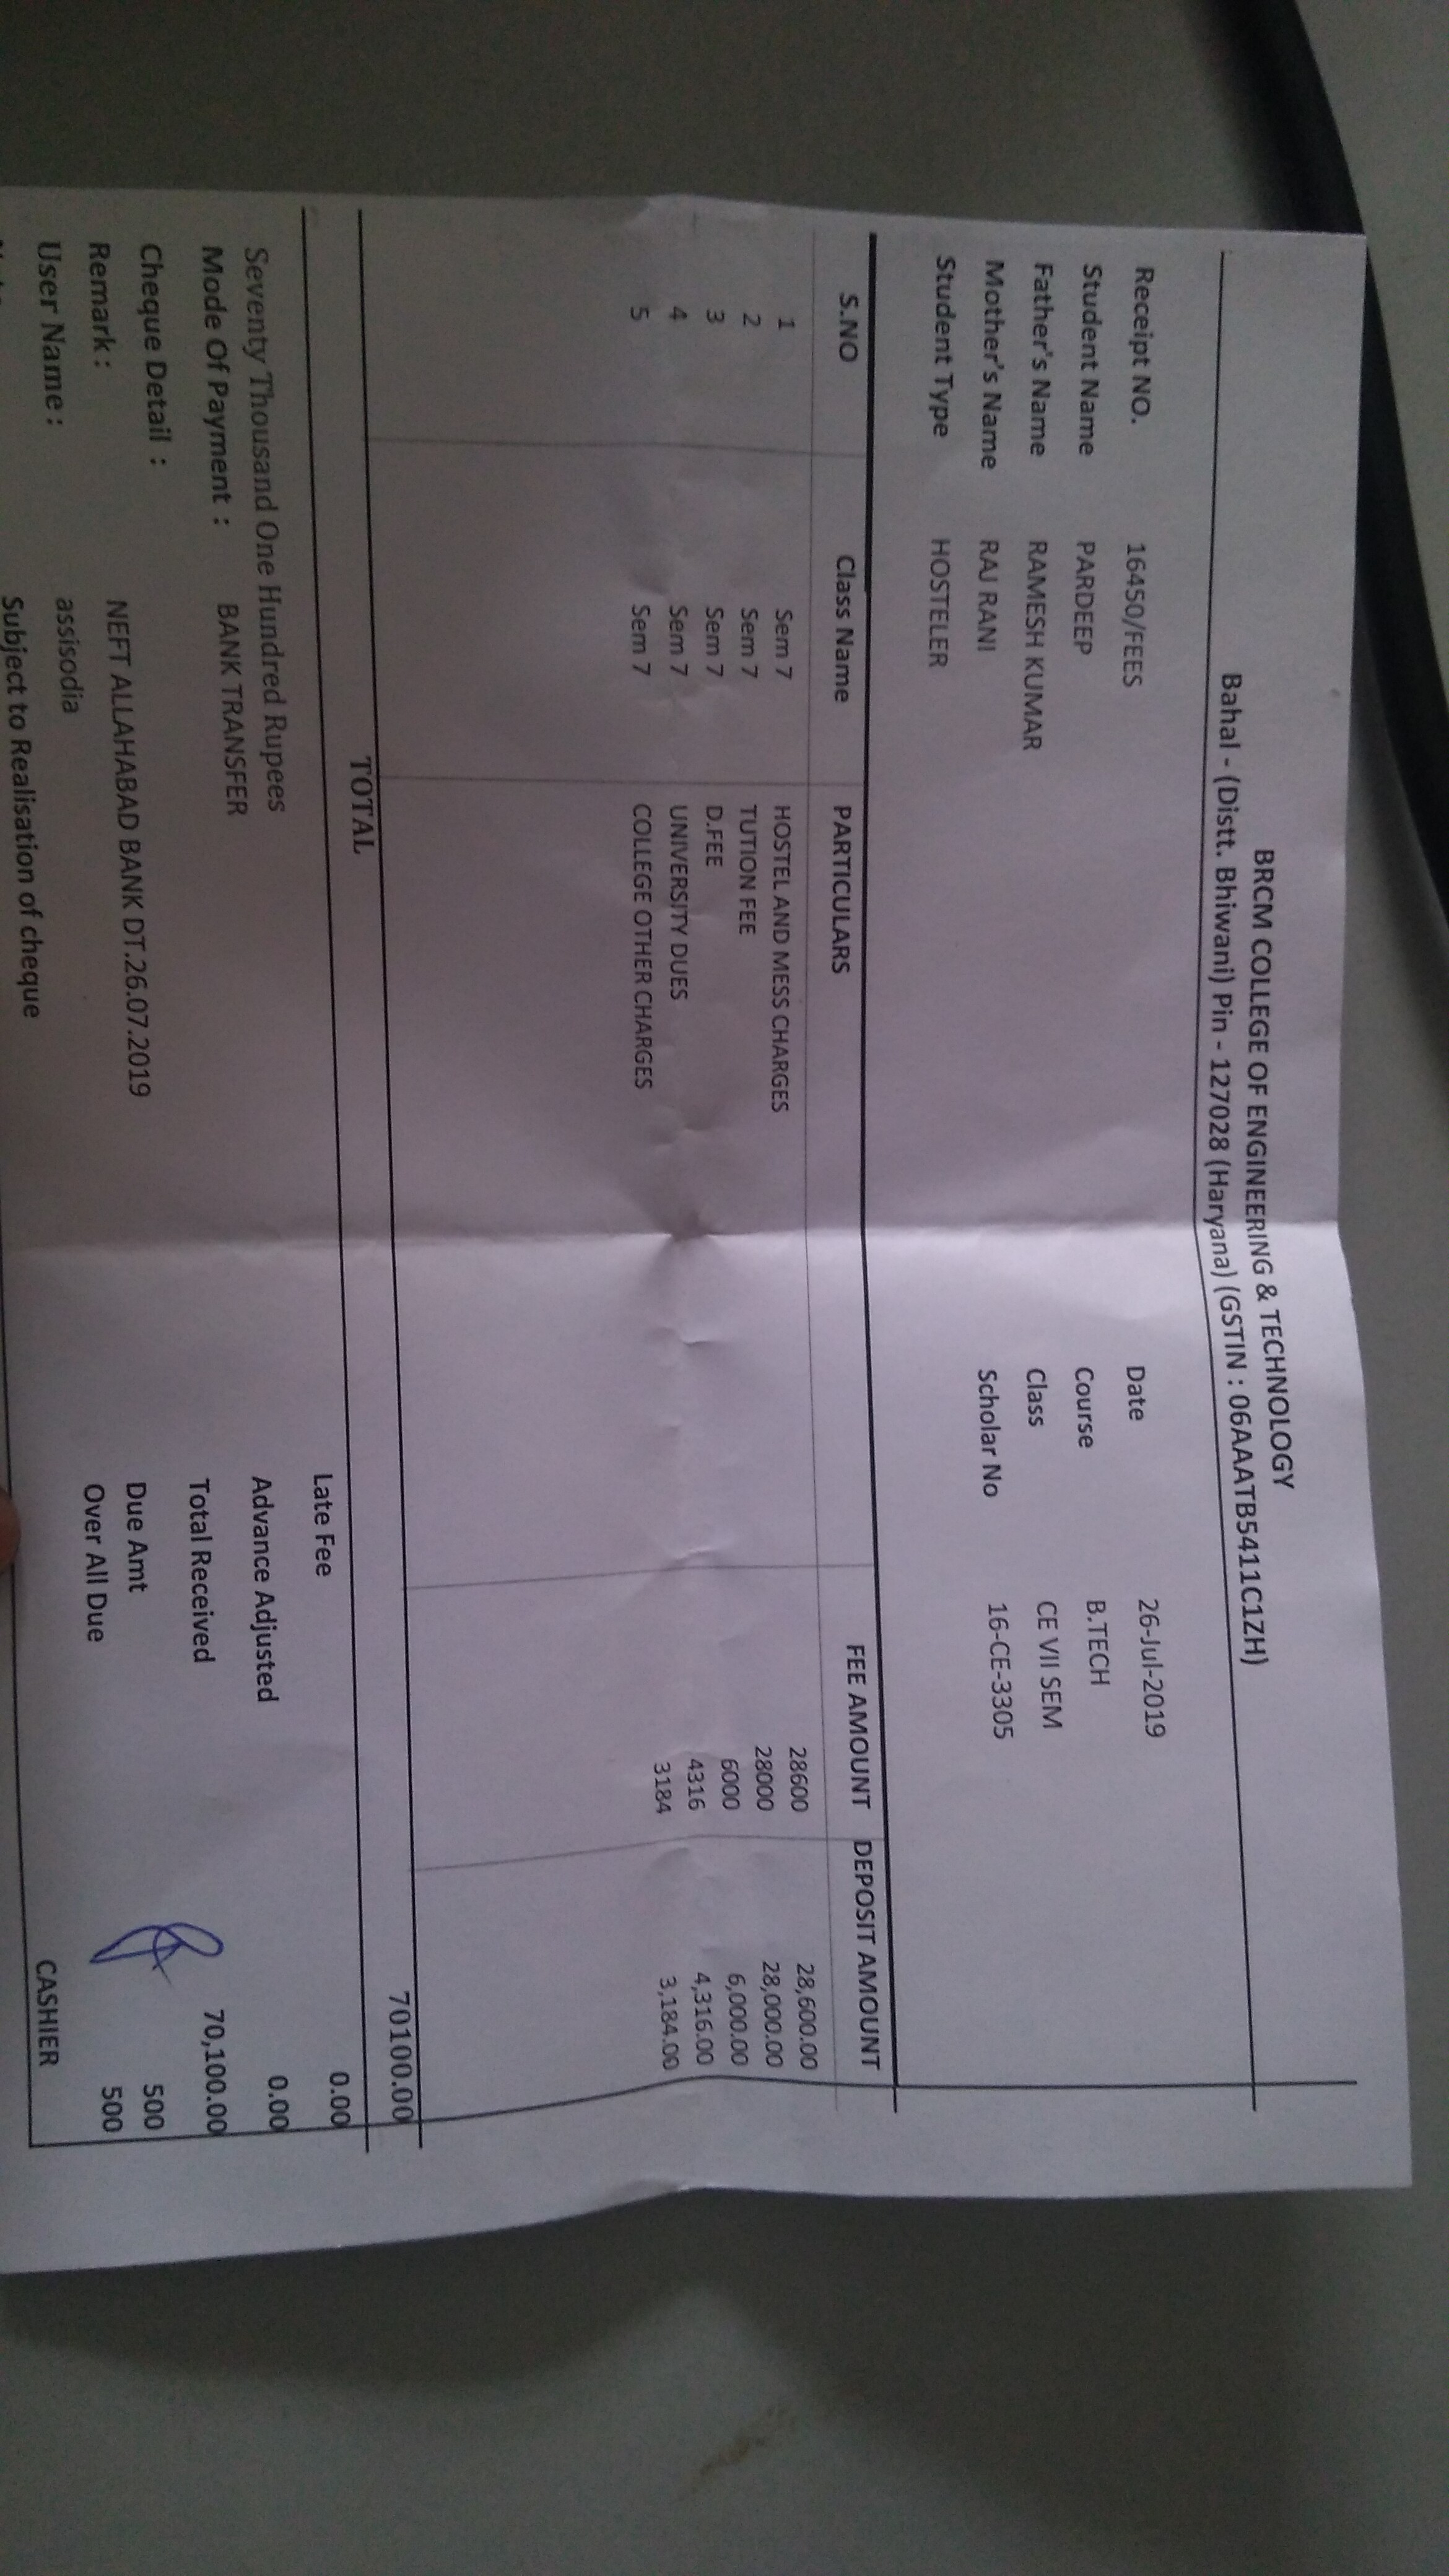 BRCM COLLEGE OF ENGINEERING & TECHNOLOGY
Bahal - (Distt. Bhiwani) Pin - 127028 (Haryana) (GSTIN : 06AAATB5411C1ZH)
Receipt NO. 16450/FEES Date 26-Jul-2019
Student Name PARDEEP Course B.TECH
Father's Name RAMESH KUMAR Class CE VII SEM
Mother's Name RAJ RANI Scholar No 16-CE-3305
Student Type HOSTELER
S.NO Class Name PARTICULARS FEE AMOUNT DEPOSIT AMOUNT
1 Sem 7 HOSTEL AND MESS CHARGES 28600 28,600.00
2 Sem 7 TUTION FEE 28000 28,000.00
3 Sem 7 D.FEE 6000 6,000.00
4 Sem 7 UNIVERSITY DUES 4316 4,316.00
5 Sem 7 COLLEGE OTHER CHARGES 3184 3,184.00
TOTAL 70100.00
Late Fee 0.00
Seventy Thousand One Hundred Rupees Advance Adjusted 0.00
Mode Of Payment : BANK TRANSFER Total Received 70,100.00
Cheque Detail : Due Amt 500
Remark : NEFT ALLAHABAD BANK DT.26.07.2019 Over All Due 500
User Name : assisodia CASHIER
Subject to Realisation of cheque